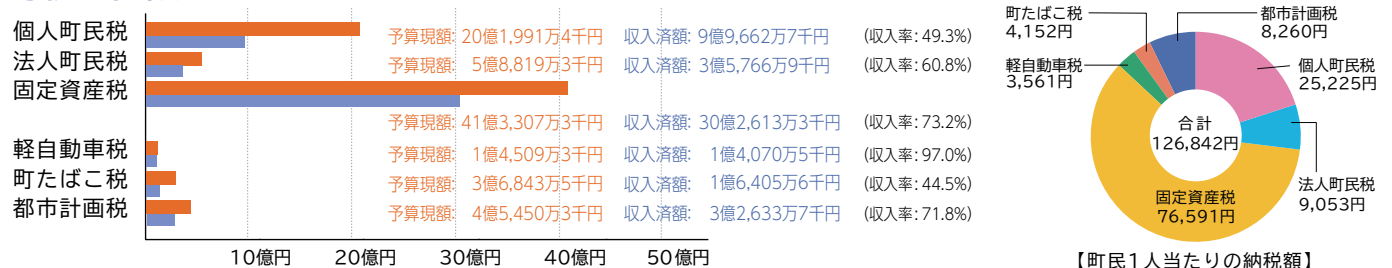 個人町民税 予算現額: 20億1,991万4千円 収入済額: 9億9,662万7千円 (収入率: 49.3%)
法人町民税 予算現額: 5億8,819万3千円 収入済額: 3億5,766万9千円 (収入率: 60.8%)
固定資産税
予算現額: 41億3,307万3千円 収入済額: 30億2,613万3千円 (収入率: 73.2%)
軽自動車税 予算現額: 1億4,509万3千円 収入済額: 1億4,070万5千円 (収入率: 97.0%)
町たばこ税 予算現額: 3億6,843万5千円 収入済額: 1億6,405万6千円 (収入率: 44.5%)
都市計画税 予算現額: 4億5,450万3千円 収入済額: 3億2,633万7千円 (収入率: 71.8%)
10億円 20億円 30億円 40億円 50億円
町たばこ税
4,152円
都市計画税
8,260円
軽自動車税
3,561円
個人町民税
25,225円
合計
126,842円
法人町民税
9,053円
固定資産税
76,591円
【町民1人当たりの納税額】